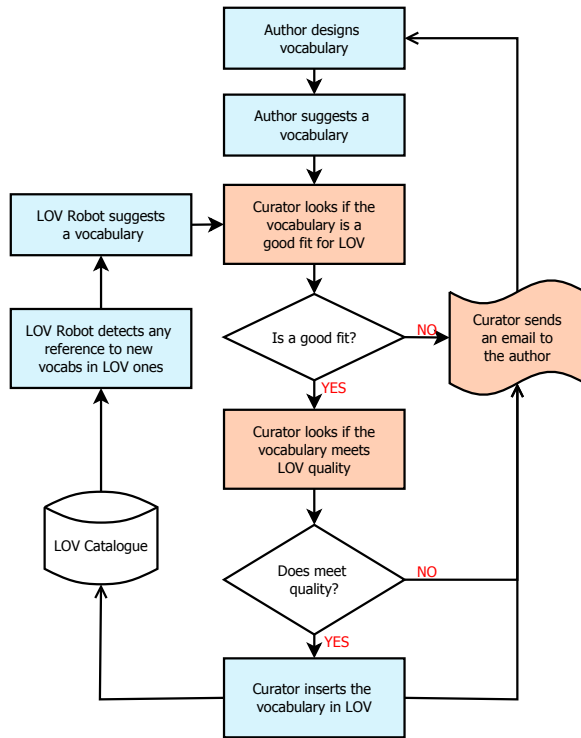 Author designs
vocabulary
Author suggests a
vocabulary
LOV Robot suggests
a vocabulary
Curator looks if the
vocabulary is a
good fit for LOV
LOV Robot detects any
reference to new
vocabs in LOV ones
Is a good fit?
NO
Curator sends
an email to
the author
YES
Curator looks if the
vocabulary meets
LOV quality
LOV Catalogue
Does meet
quality?
NO
YES
Curator inserts the
vocabulary in LOV